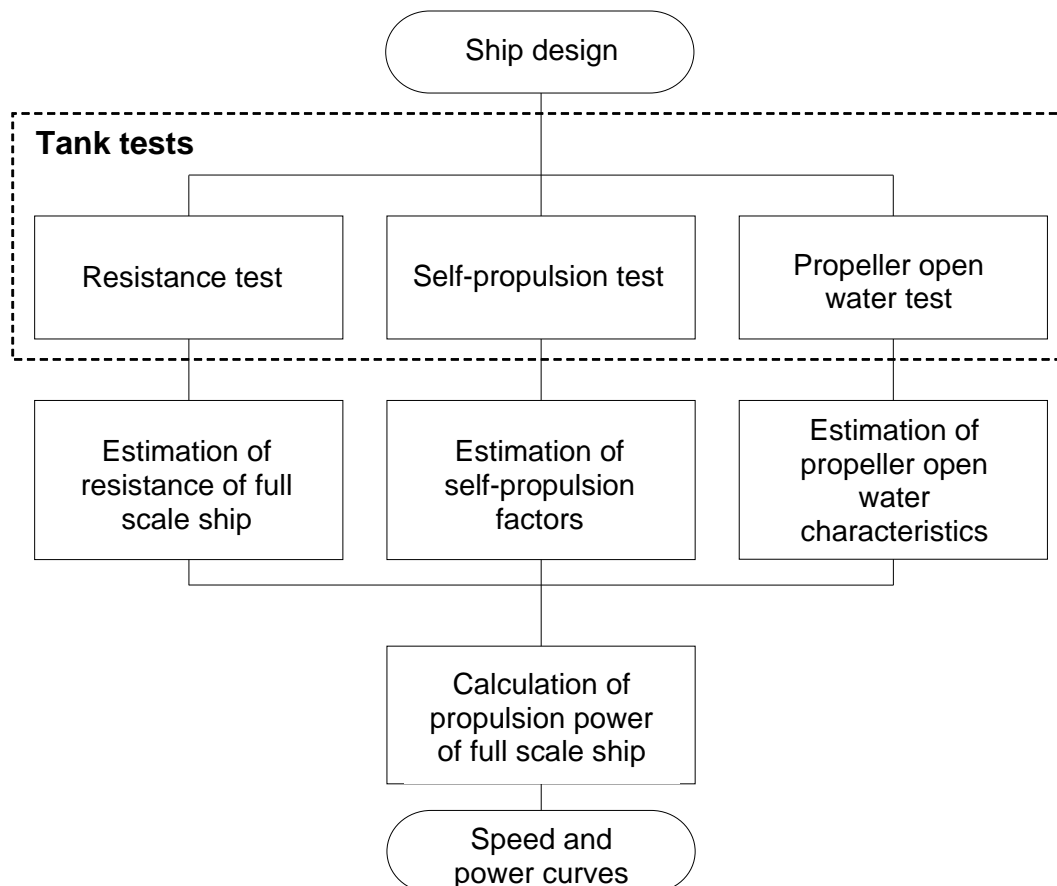 Ship design
Tank tests
Resistance test
Self-propulsion test
Propeller open
water test
Estimation of
resistance of full
scale ship
Estimation of
self-propulsion
factors
Estimation of
propeller open
water
characteristics
Calculation of
propulsion power
of full scale ship
Speed and
power curves